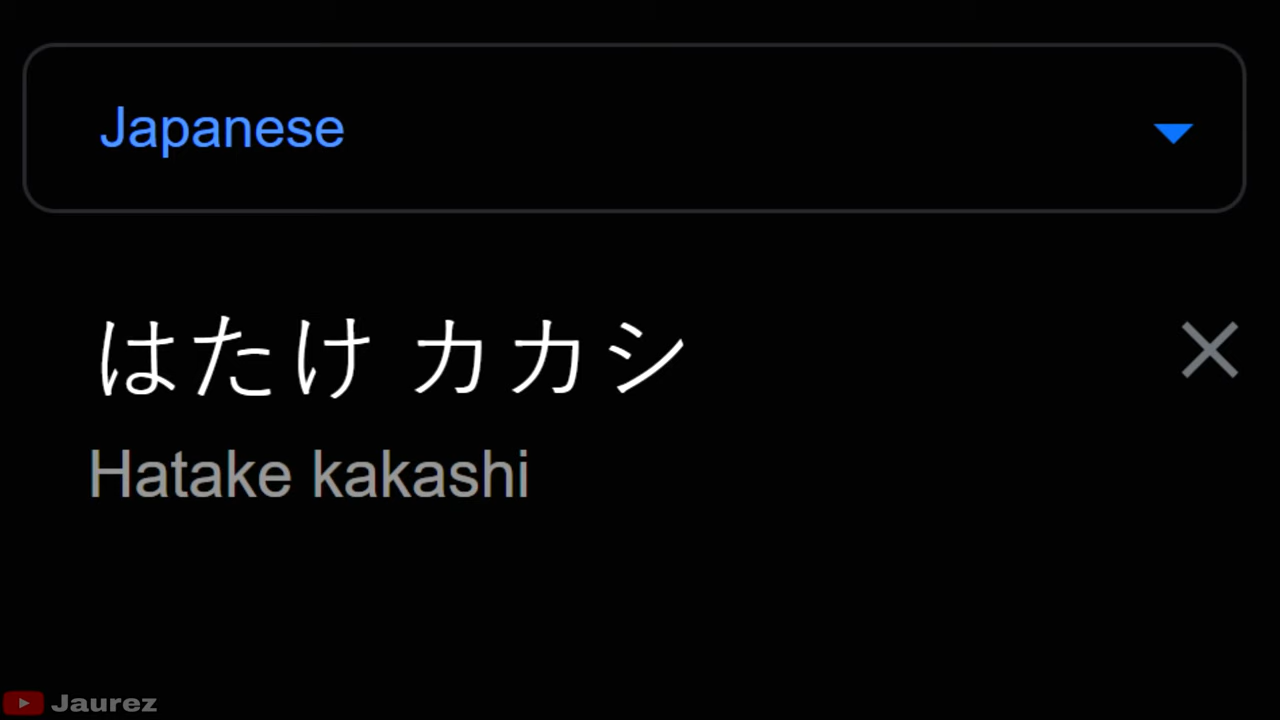 Japanese
はたけ カカシ
Hatake kakashi
Jaurez